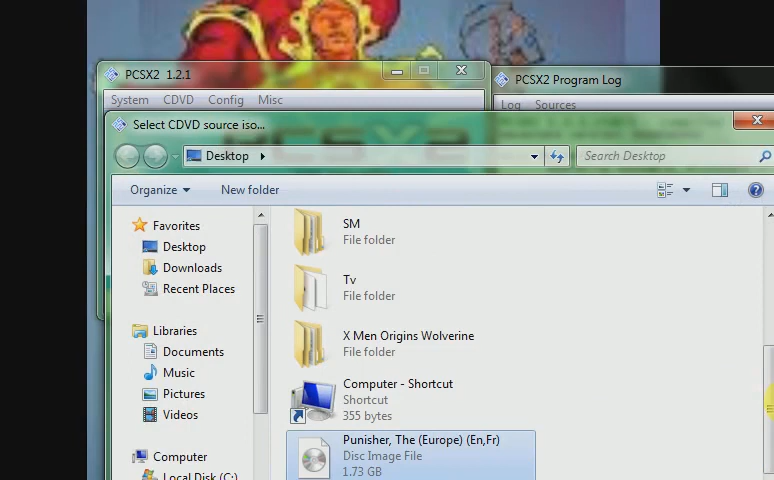 PCSX2 1.2.1
System CDVD Config Misc
PCSX2 Program Log
Log Sources
Select CDVD source iso...
Desktop
Search Desktop
Organize
New folder
Favorites
Desktop
Downloads
Recent Places
Libraries
Documents
Music
Pictures
Videos
Computer
Local Disk (C:)
SM
File folder
Tv
File folder
X Men Origins Wolverine
File folder
Computer - Shortcut
Shortcut
355 bytes
Punisher, The (Europe) (En,Fr)
Disc Image File
1.73 GB